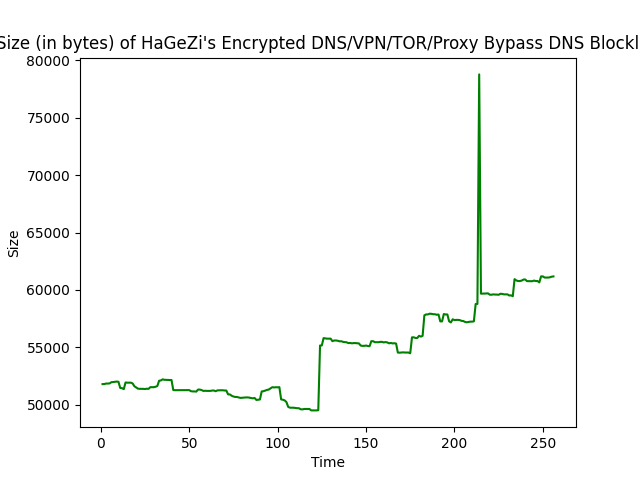 Size (in bytes) of HaGeZi's Encrypted DNS/VPN/TOR/Proxy Bypass DNS Blockl
80000
75000
70000
65000
60000
55000
50000
Size
0 50 100 150 200 250
Time